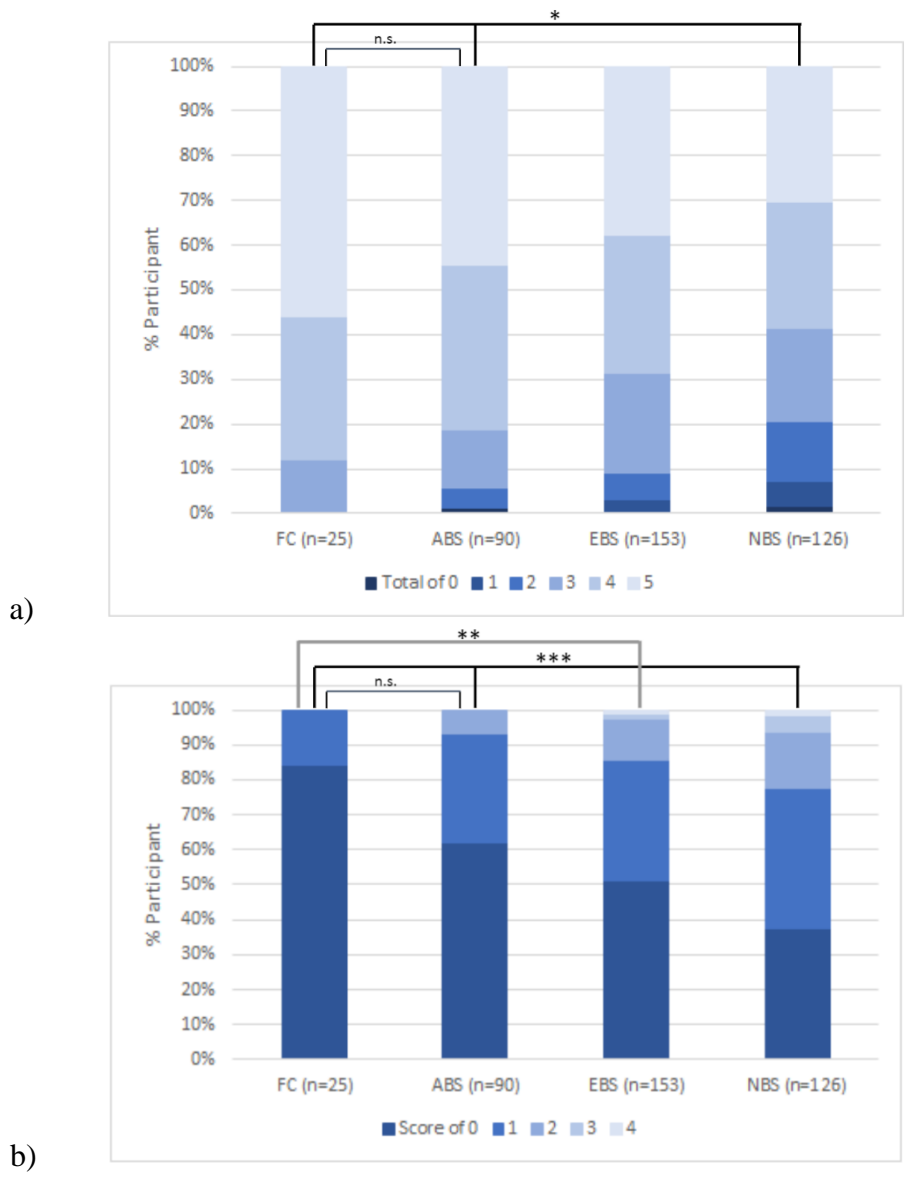 *
n.s.
100%
90%
80%
70%
60%
50%
40%
30%
20%
10%
0%
% Participant
FC (n=25) ABS (n=90) EBS (n=153) NBS (n=126)
Total of 0 1 2 3 4 5
a)
**
***
n.s.
100%
90%
80%
70%
60%
50%
40%
30%
20%
10%
0%
% Participant
FC (n=25) ABS (n=90) EBS (n=153) NBS (n=126)
Score of 0 1 2 3 4
b)